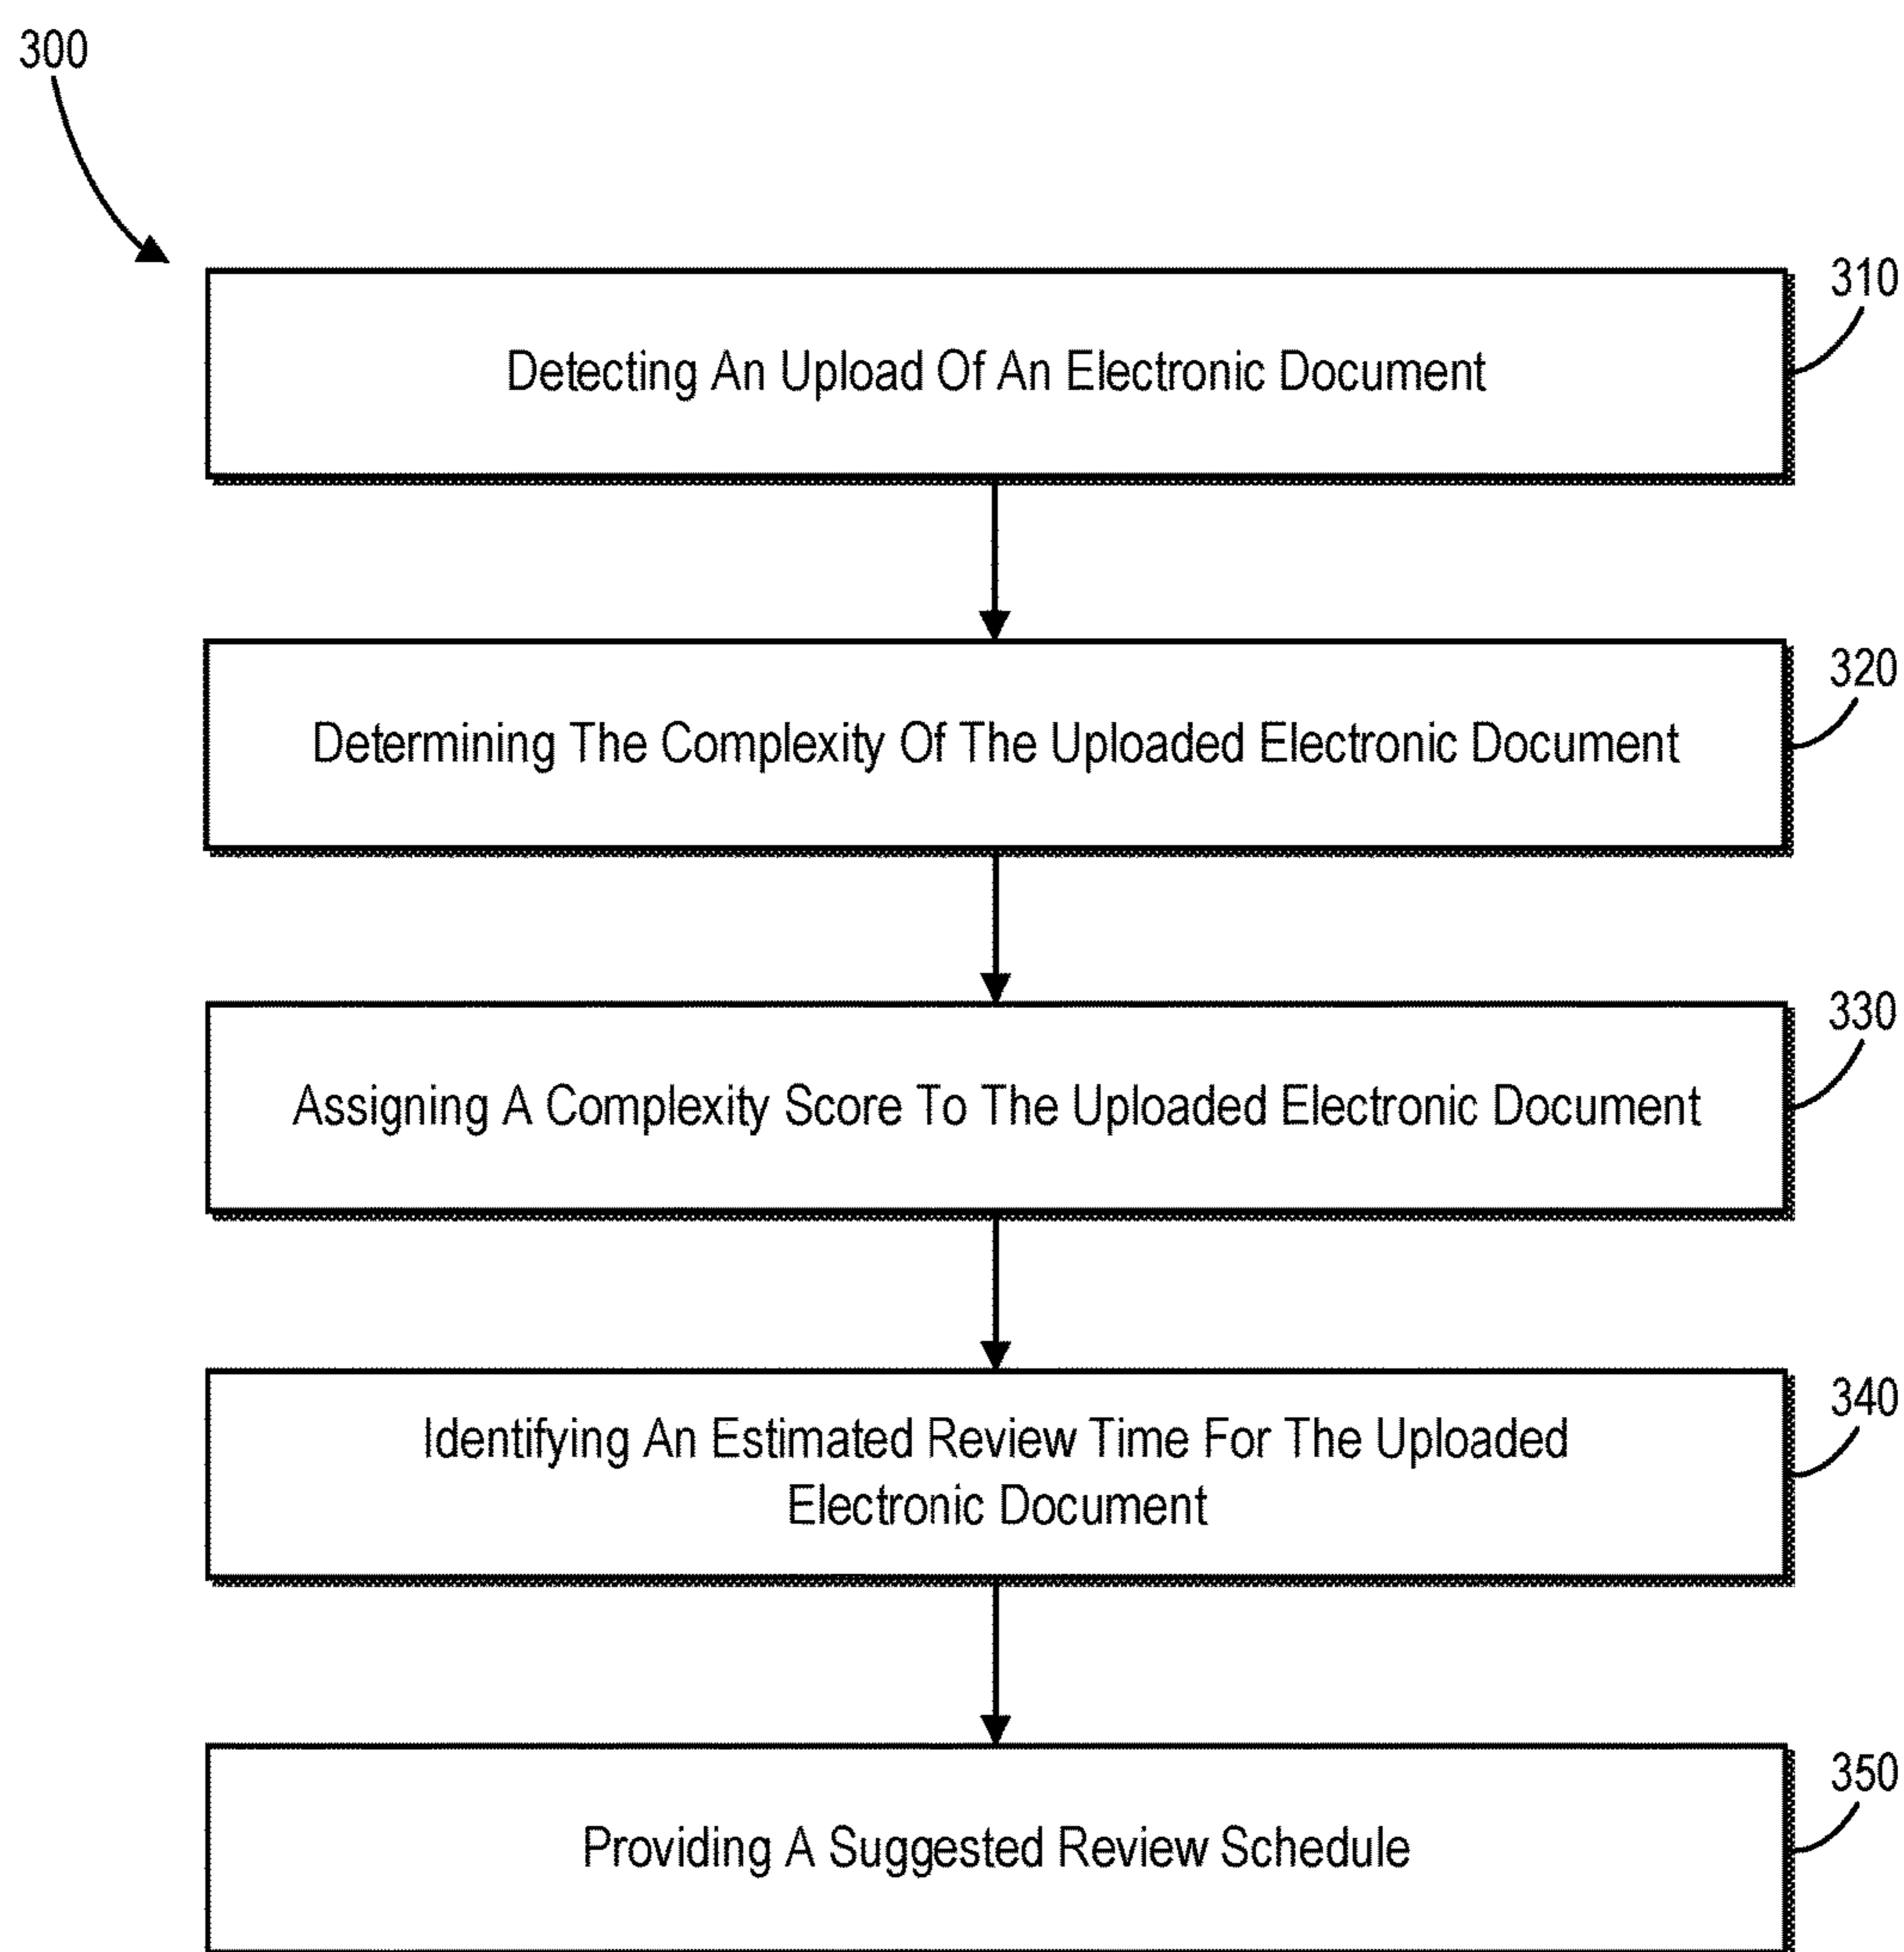 300
310
Detecting An Upload Of An Electronic Document
320
Determining The Complexity Of The Uploaded Electronic Document
330
Assigning A Complexity Score To The Uploaded Electronic Document
340
Identifying An Estimated Review Time For The Uploaded
Electronic Document
350
Providing A Suggested Review Schedule